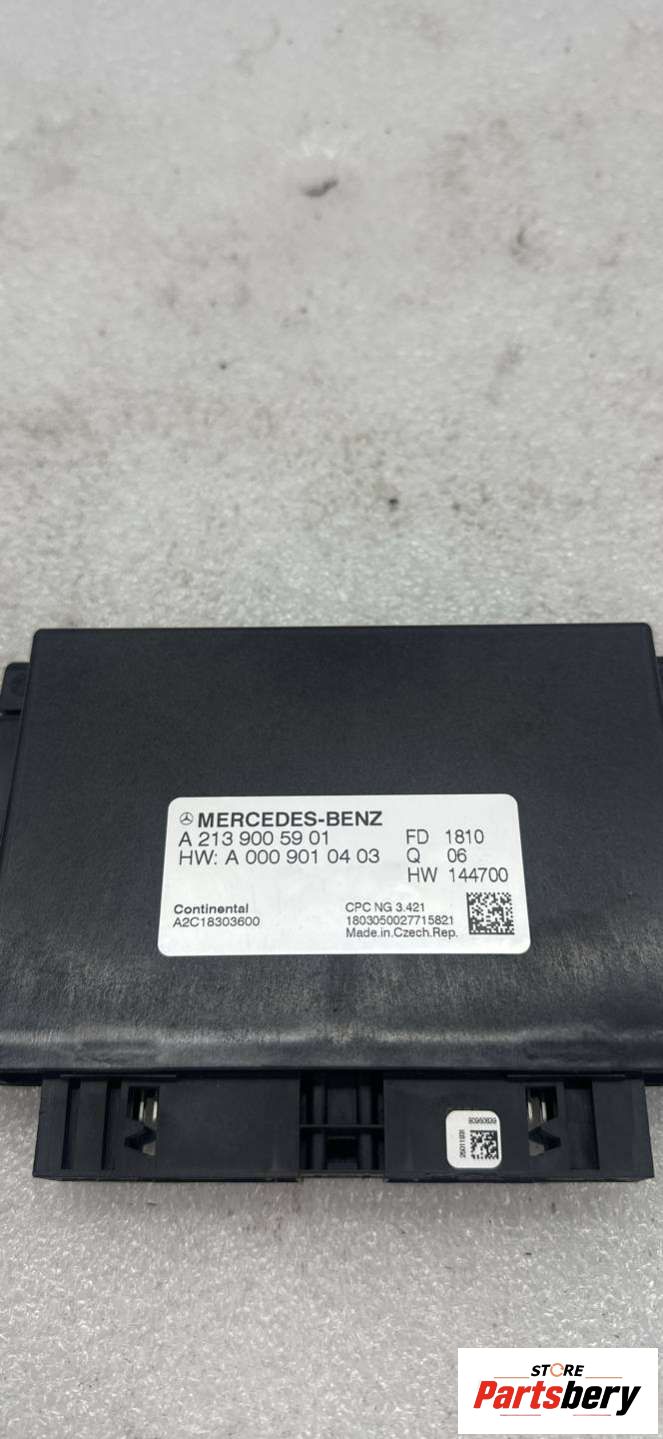 MERCEDES-BENZ
A 213 900 59 01 FD 1810
HW: A 000 901 04 03 Q 06
HW 144700
Continental CPC NG 3.421
A2C18303600 1803050027715821
Made.in.Czech.Rep.
STORE
Partsbery